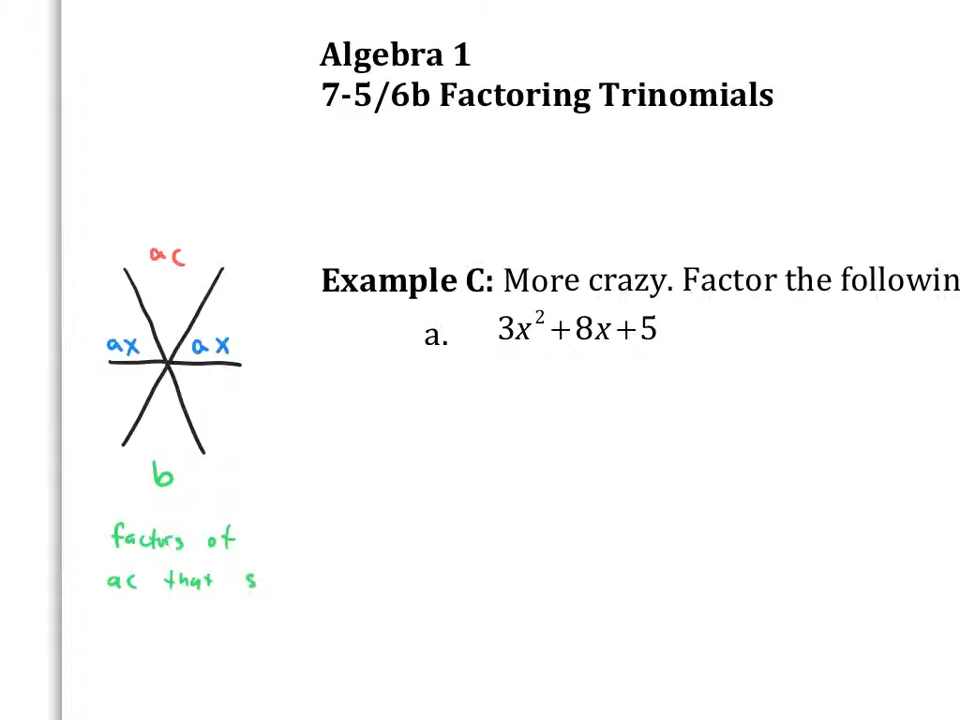 Algebra 1
7-5/6b Factoring Trinomials
ac
Example C: More crazy. Factor the followin
a. 3x²+8x+5
ax ax
b
factors of
ac that s